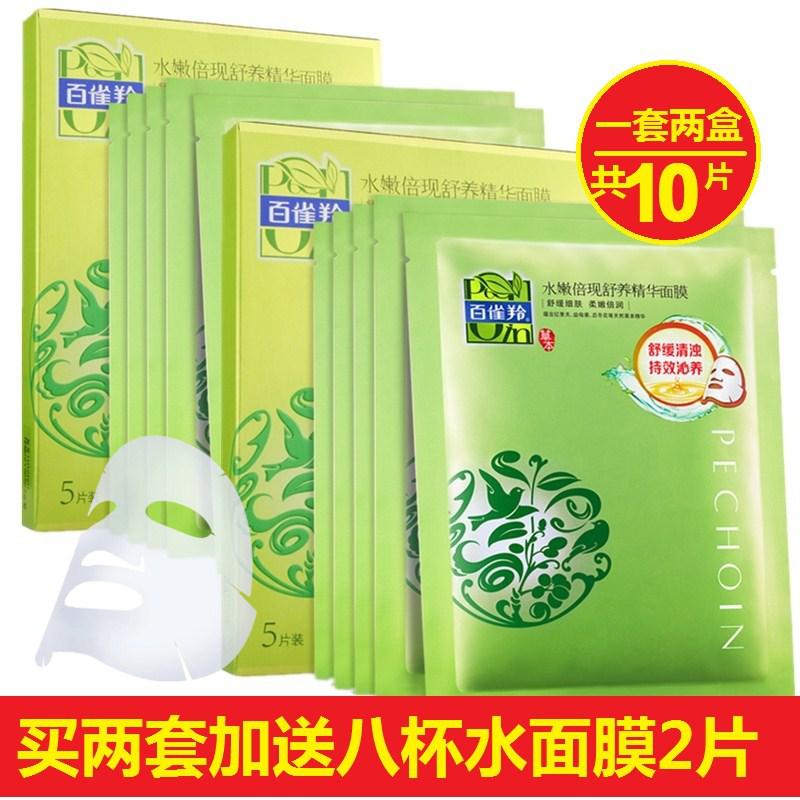 水嫩倍现舒养精华面膜
百雀羚
5片装
水嫩倍现舒养精华面膜
百雀羚
5片装
一套两盒
共10片
水嫩倍现舒养精华面膜
舒缓细肤 柔嫩倍润
百雀羚
草本
舒缓清浊
持效沁养
PECHOIN
买两套加送八杯水面膜2片